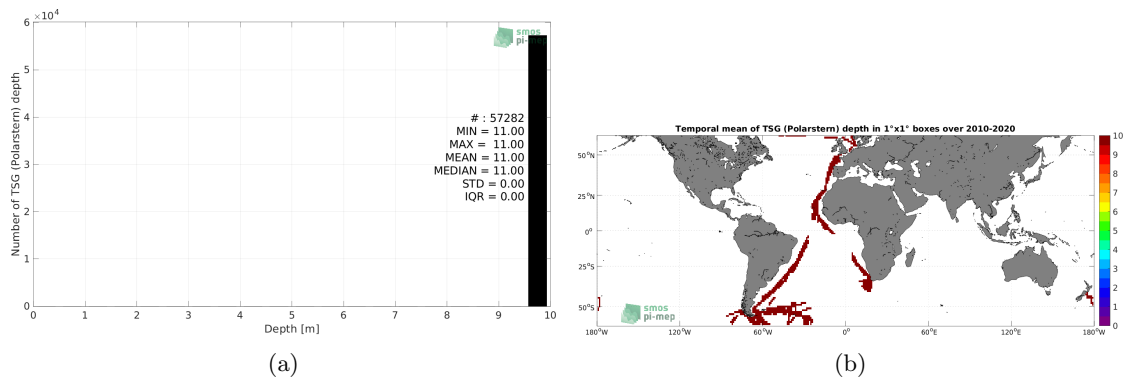 ×10⁴
6
5
4
3
2
1
0
Number of TSG (Polarstern) depth
smos
pi-mep
# : 57282
MIN = 11.00
MAX = 11.00
MEAN = 11.00
MEDIAN = 11.00
STD = 0.00
IQR = 0.00
0 1 2 3 4 5 6 7 8 9 10
Depth [m]
(a)
Temporal mean of TSG (Polarstern) depth in 1°x1° boxes over 2010-2020
50°N
25°N
0°
25°S
50°S
180°W 120°W 60°W 0° 60°E 120°E 180°W
smos
pi-mep
10
9
8
7
6
5
4
3
2
1
0
(b)